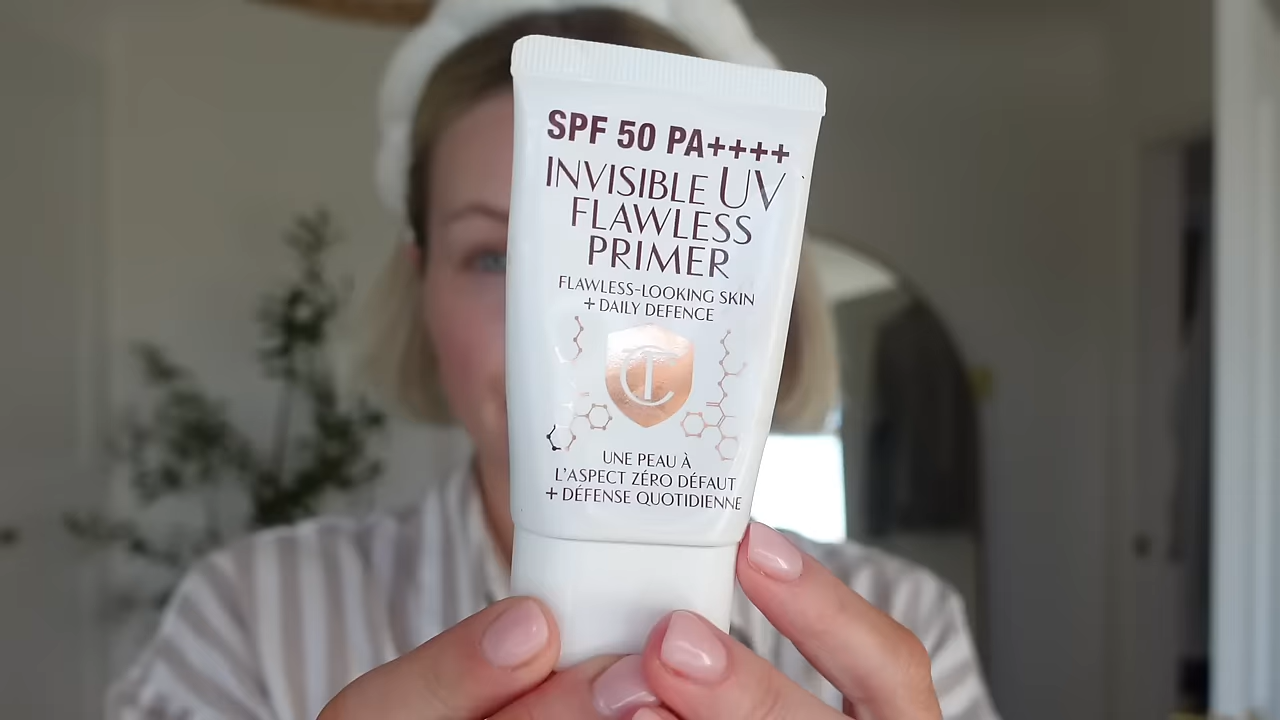 SPF 50 PA++++
INVISIBLE UV
FLAWLESS
PRIMER
FLAWLESS-LOOKING SKIN
+ DAILY DEFENCE
CT
UNE PEAU À
L'ASPECT ZÉRO DÉFAUT
+ DÉFENSE QUOTIDIENNE